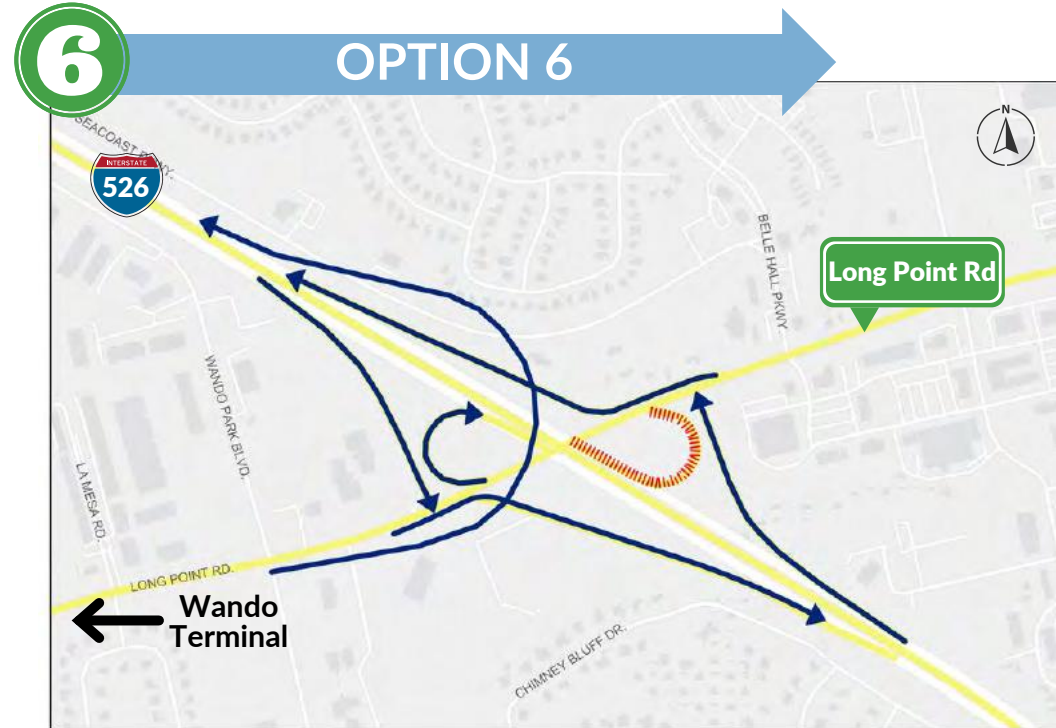 6
OPTION 6
N
SEACOAST PKWY.
INTERSTATE
526
BELLE HALL PKWY
Long Point Rd
WANDO PARK BLVD.
LA MESA RD.
LONG POINT RD.
Wando
Terminal
CHIMNEY BLUFF DR.